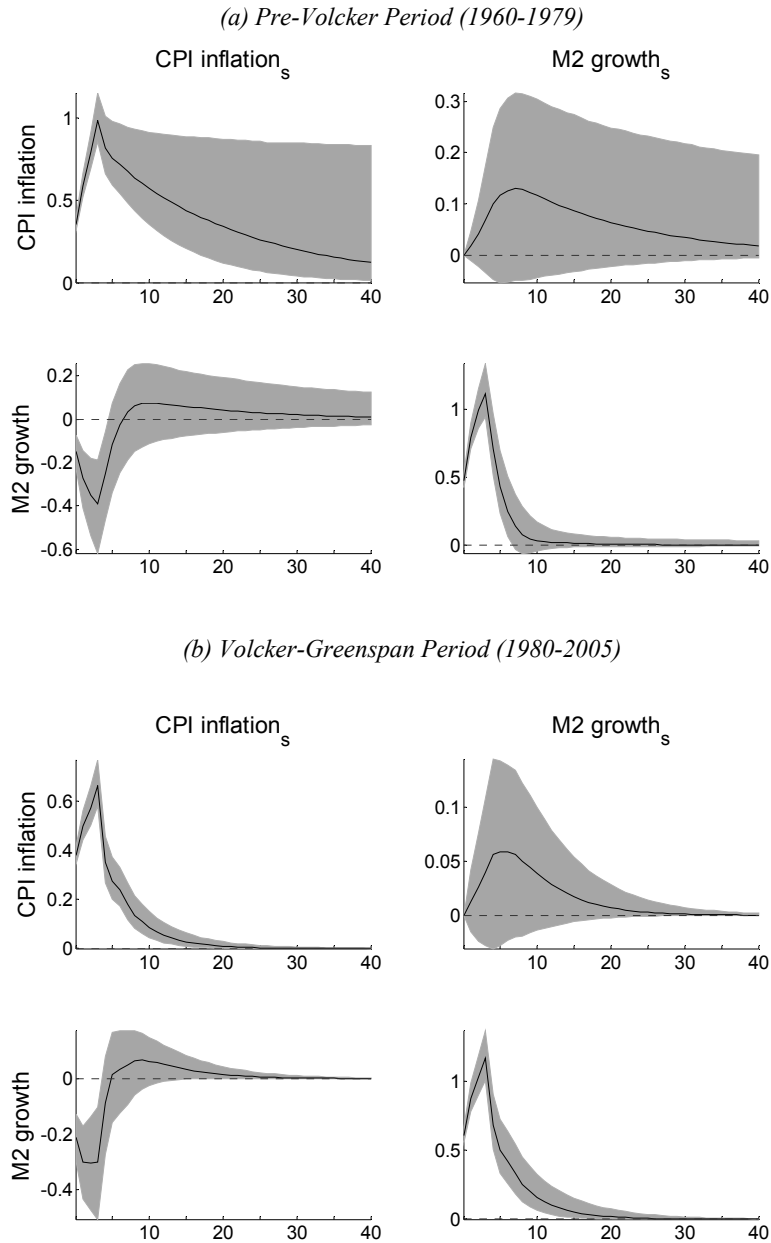 (a) Pre-Volcker Period (1960-1979)
CPI inflation_s M2 growth_s
CPI inflation
1
0.5
0
10 20 30 40
0.3
0.2
0.1
0
10 20 30 40
M2 growth
0.2
0
-0.2
-0.4
-0.6
10 20 30 40
1
0.5
0
10 20 30 40
(b) Volcker-Greenspan Period (1980-2005)
CPI inflation_s M2 growth_s
CPI inflation
0.6
0.4
0.2
0
10 20 30 40
0.1
0.05
0
10 20 30 40
M2 growth
0
-0.2
-0.4
10 20 30 40
1
0.5
0
10 20 30 40